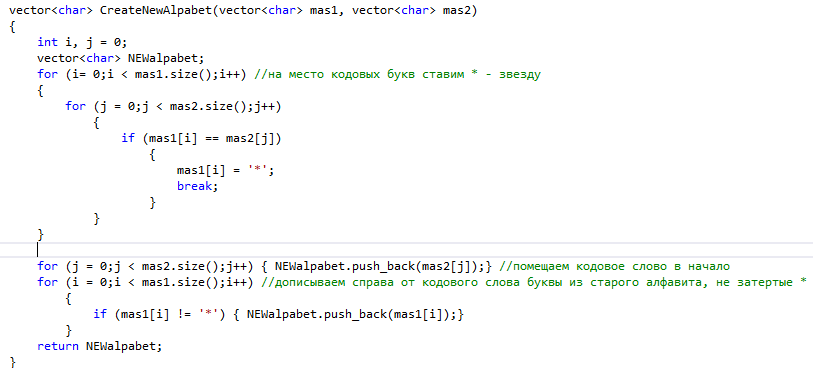 vector<char> CreateNewAlpabet(vector<char> mas1, vector<char> mas2)
{
    int i, j = 0;
    vector<char> NEWalpabet;
    for (i= 0;i < mas1.size();i++) //на место кодовых букв ставим * - звезду
    {
        for (j = 0;j < mas2.size();j++)
            {
                if (mas1[i] == mas2[j])
                    {
                        mas1[i] = '*';
                        break;
                    }
            }
    }
    for (j = 0;j < mas2.size();j++) { NEWalpabet.push_back(mas2[j]);} //помещаем кодовое слово в начало
    for (i = 0;i < mas1.size();i++) //дописываем справа от кодового слова буквы из старого алфавита, не затертые *
        {
            if (mas1[i] != '*') { NEWalpabet.push_back(mas1[i]);}
        }
    return NEWalpabet;
}